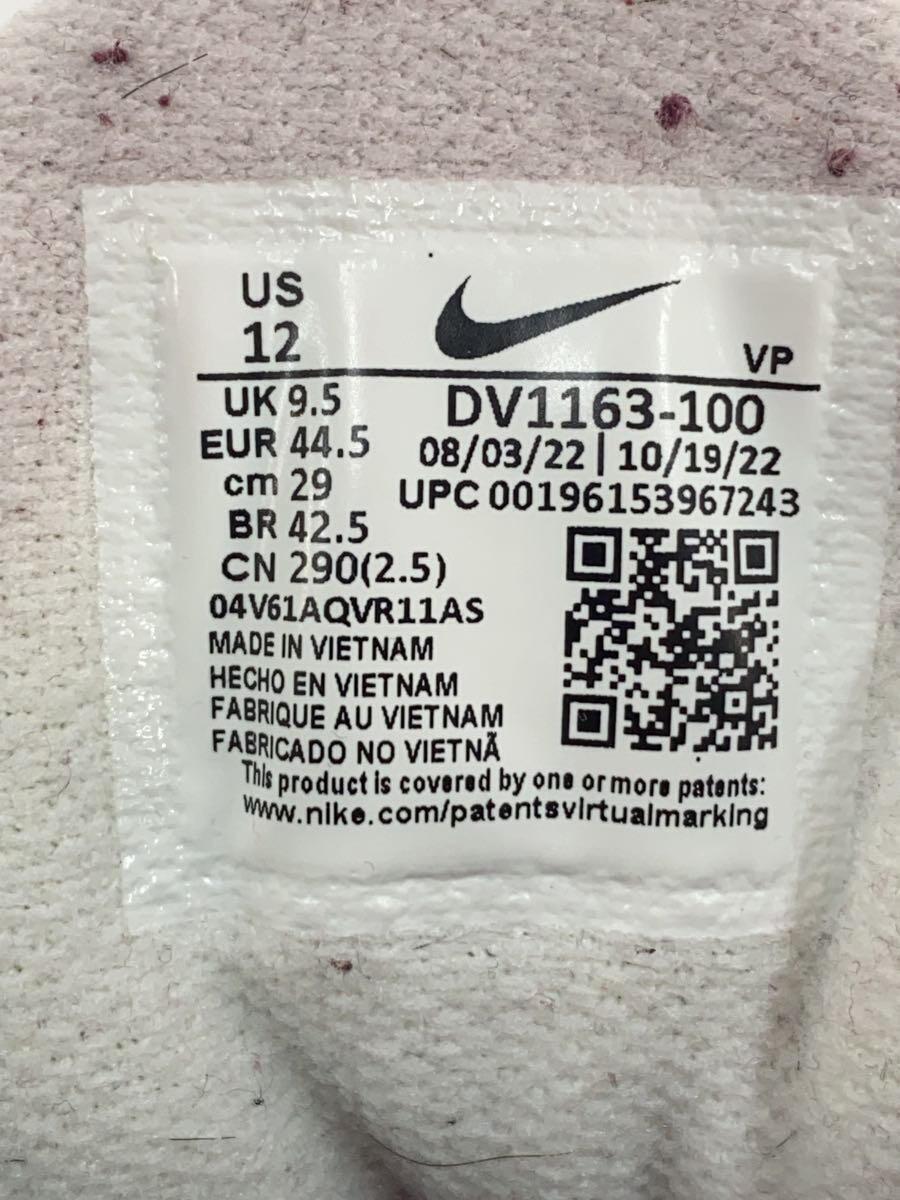 US
12
VP
UK 9.5
EUR 44.5
cm 29
BR 42.5
CN 290(2.5)
DV1163-100
08/03/22 | 10/19/22
UPC 00196153967243
04V61AQVR11AS
MADE IN VIETNAM
HECHO EN VIETNAM
FABRIQUE AU VIETNAM
FABRICADO NO VIETNÃ
This product is covered by one or more patents:
www.nike.com/patentsvirtualmarking